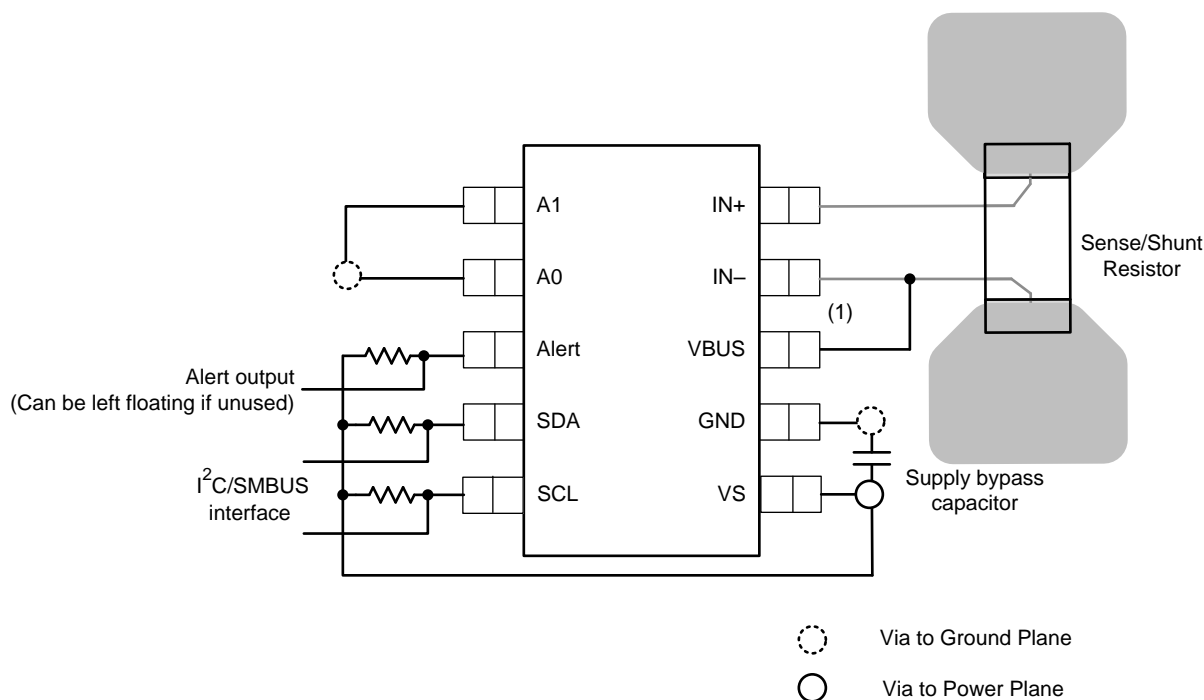 A1
IN+
Sense/Shunt
Resistor
A0
IN–
(1)
Alert
VBUS
Alert output
(Can be left floating if unused)
SDA
GND
I2C/SMBUS
interface
SCL
VS
Supply bypass
capacitor
Via to Ground Plane
Via to Power Plane